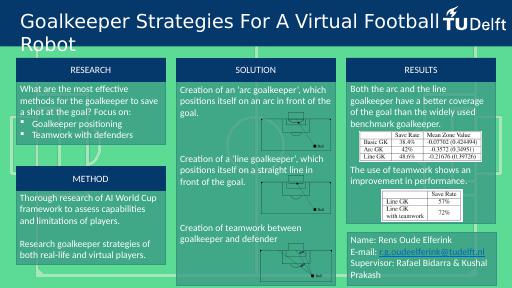 Goalkeeper Strategies For A Virtual Football
Robot
TUDelft
RESEARCH
What are the most effective
methods for the goalkeeper to save
a shot at goal? Focus on:
▪ Goalkeeper positioning
▪ Teamwork with defenders
METHOD
Thorough research of AI World Cup
framework to assess capabilities
and limitations of players.
Research goalkeeper strategies of
both real-life and virtual players.
SOLUTION
Creation of an 'arc goalkeeper', which
positions itself on an arc in front of the
goal.
Ball
Creation of a 'line goalkeeper', which
positions itself on a straight line in
front of the goal.
Ball
Creation of teamwork between
goalkeeper and defender
Ball
RESULTS
Both the arc and the line
goalkeeper have a better coverage
of the goal than the widely used
benchmark goalkeeper.
Save Rate Mean Zone Value
Basic GK 38.4% -0.07702 (0.424494)
Arc GK 42% -0.3572 (0.34951)
Line GK 48.6% -0.21676 (0.39726)
The use of teamwork shows an
improvement in performance.
Save Rate
Line GK 57%
Line GK
with teamwork 72%
Name: Rens Oude Elferink
E-mail: r.g.oudeelferink@tudelft.nl
Supervisor: Rafael Bidarra & Kushal
Prakash